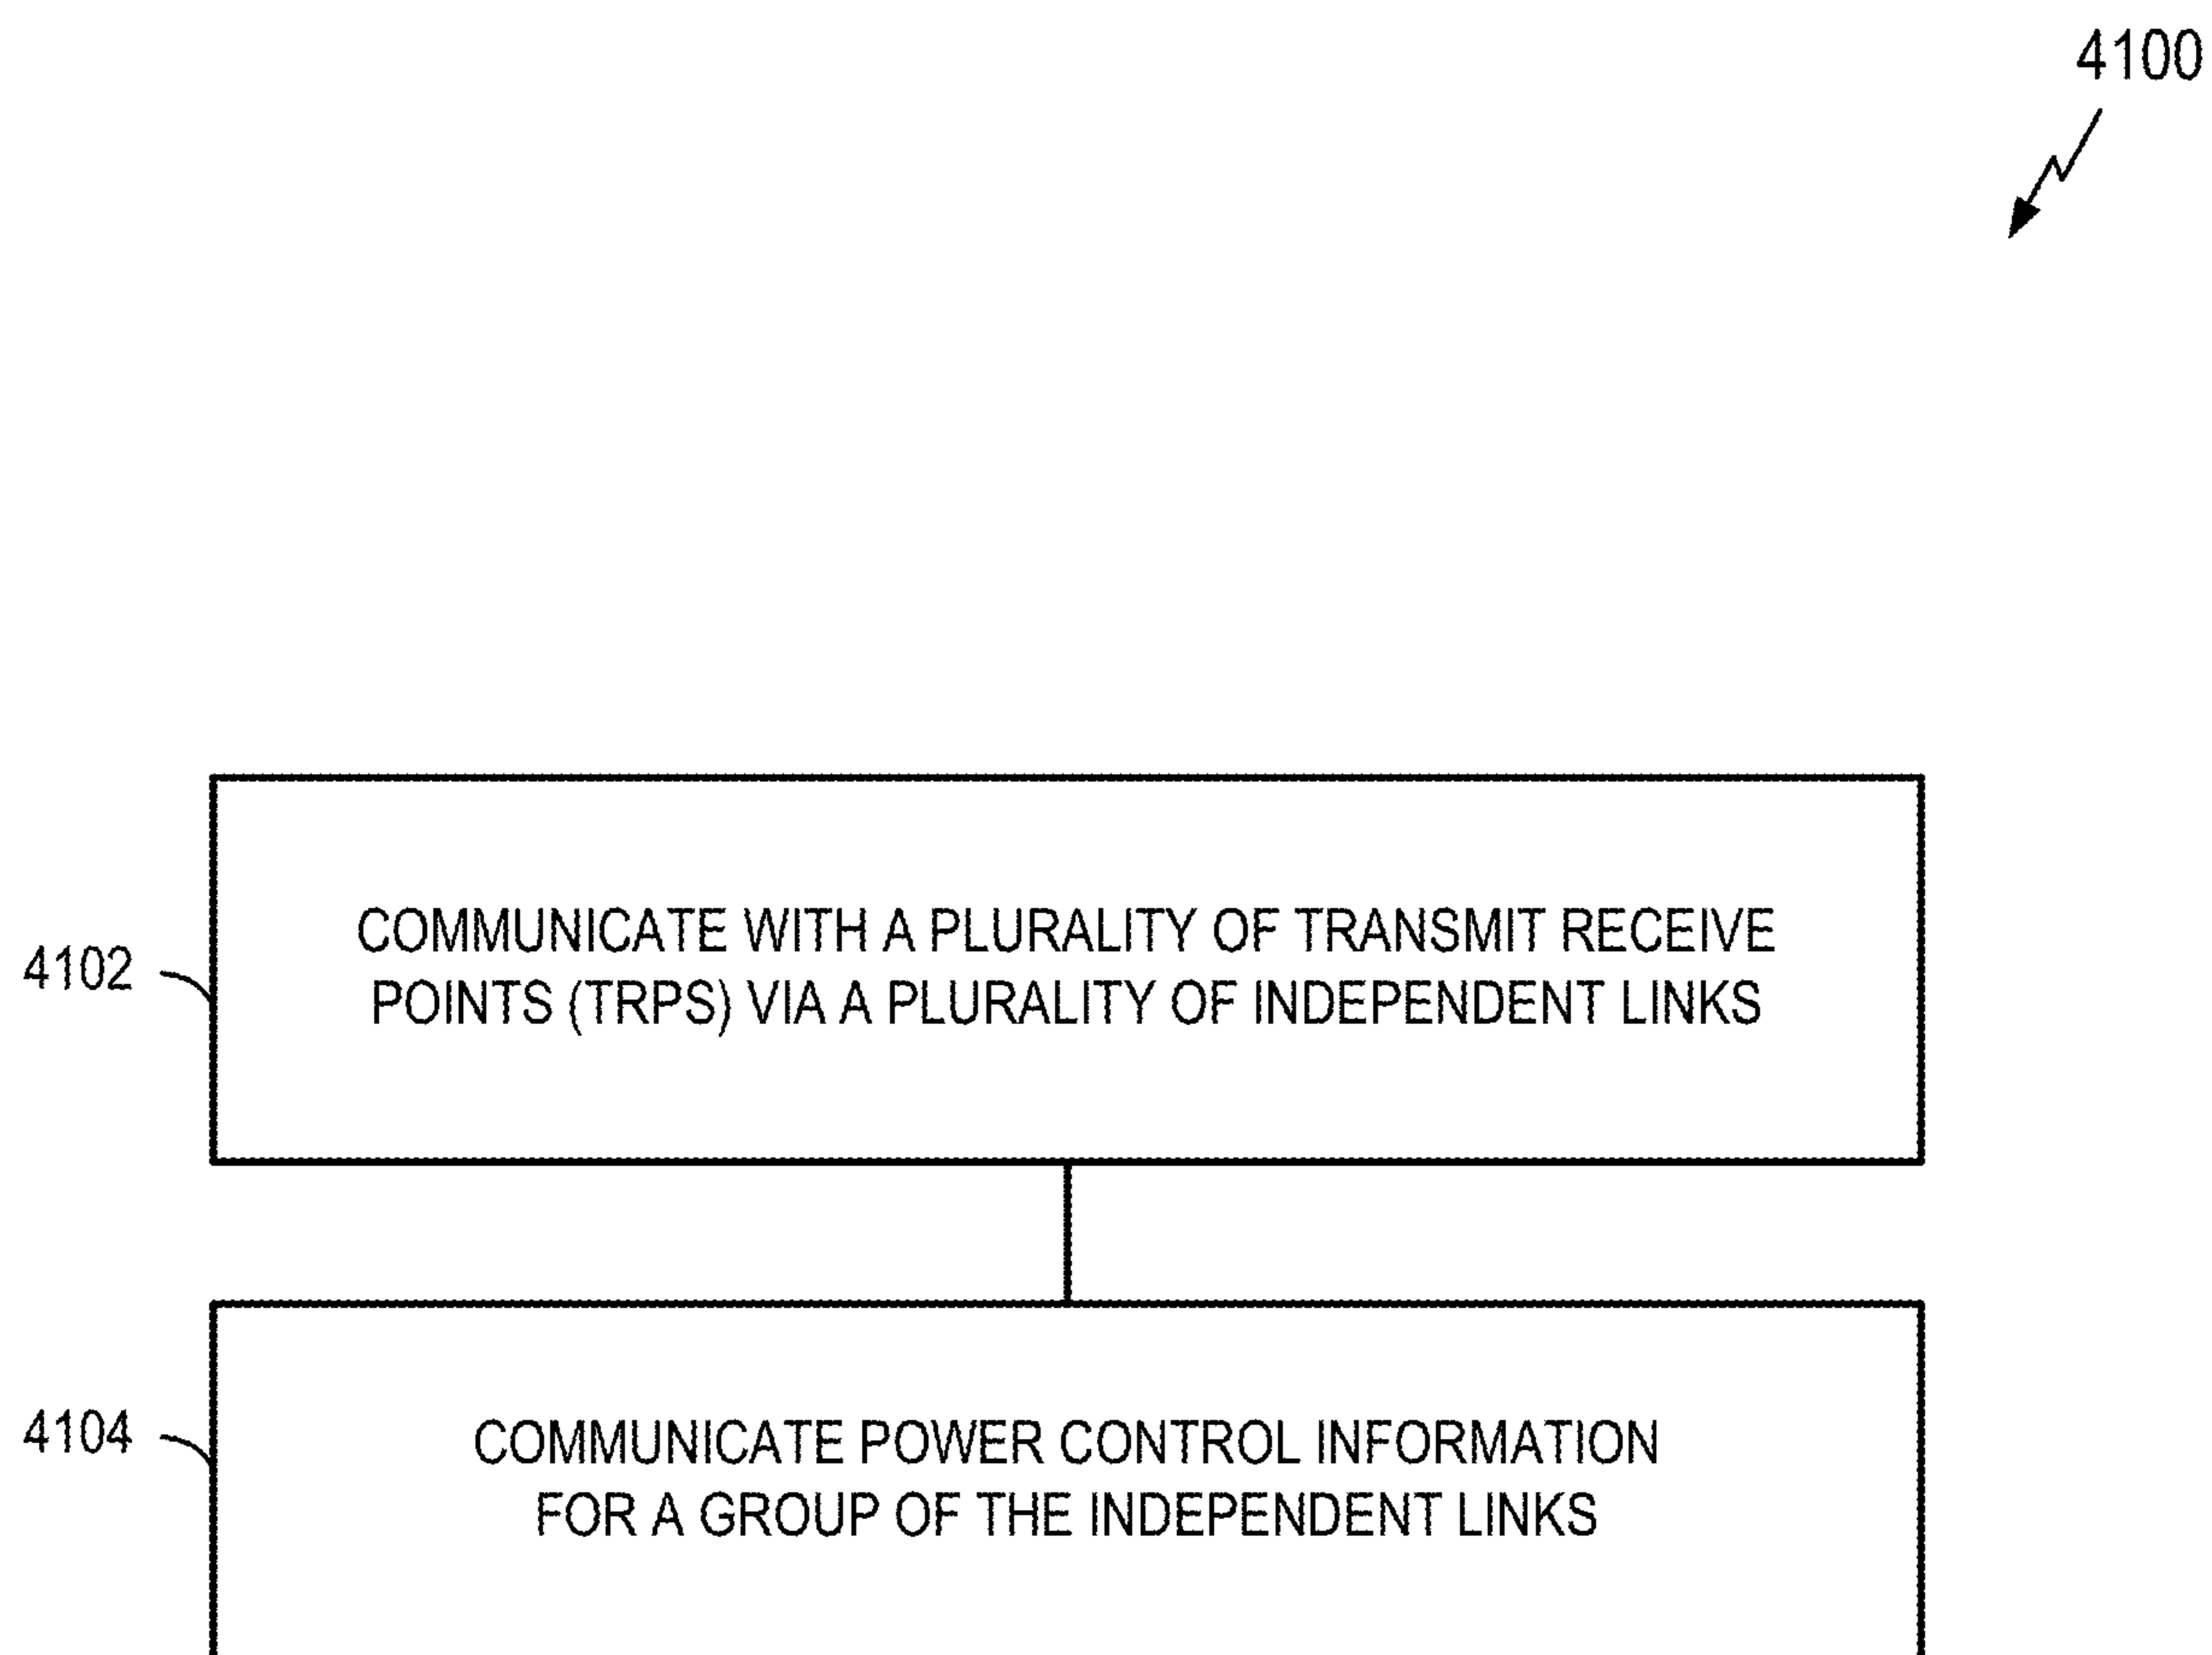 4100
COMMUNICATE WITH A PLURALITY OF TRANSMIT RECEIVE
POINTS (TRPS) VIA A PLURALITY OF INDEPENDENT LINKS
4102
COMMUNICATE POWER CONTROL INFORMATION
FOR A GROUP OF THE INDEPENDENT LINKS
4104